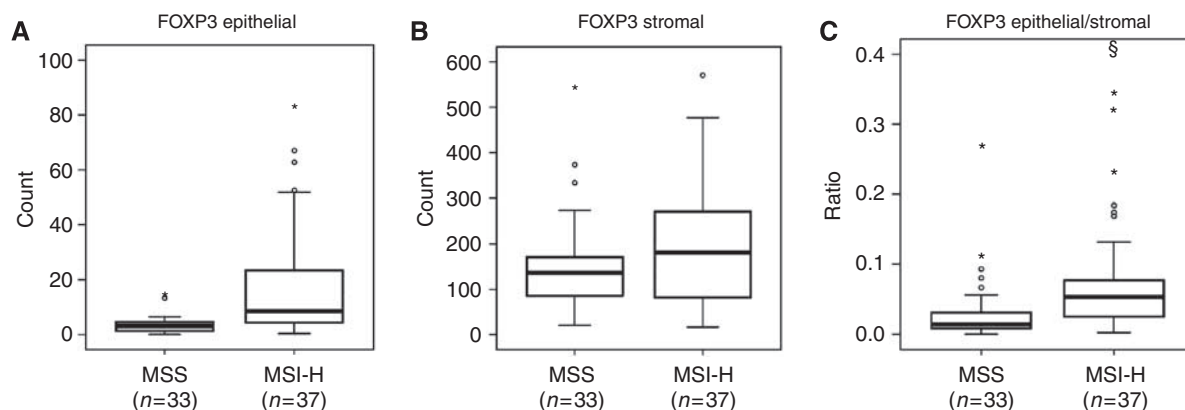 A
FOXP3 epithelial
Count
100
80
60
40
20
0
*
*
MSS
(n=33)
MSI-H
(n=37)
B
FOXP3 stromal
Count
600
500
400
300
200
100
0
*
MSS
(n=33)
MSI-H
(n=37)
C
FOXP3 epithelial/stromal
Ratio
0.4
0.3
0.2
0.1
0.0
§
*
*
*
*
*
MSS
(n=33)
MSI-H
(n=37)